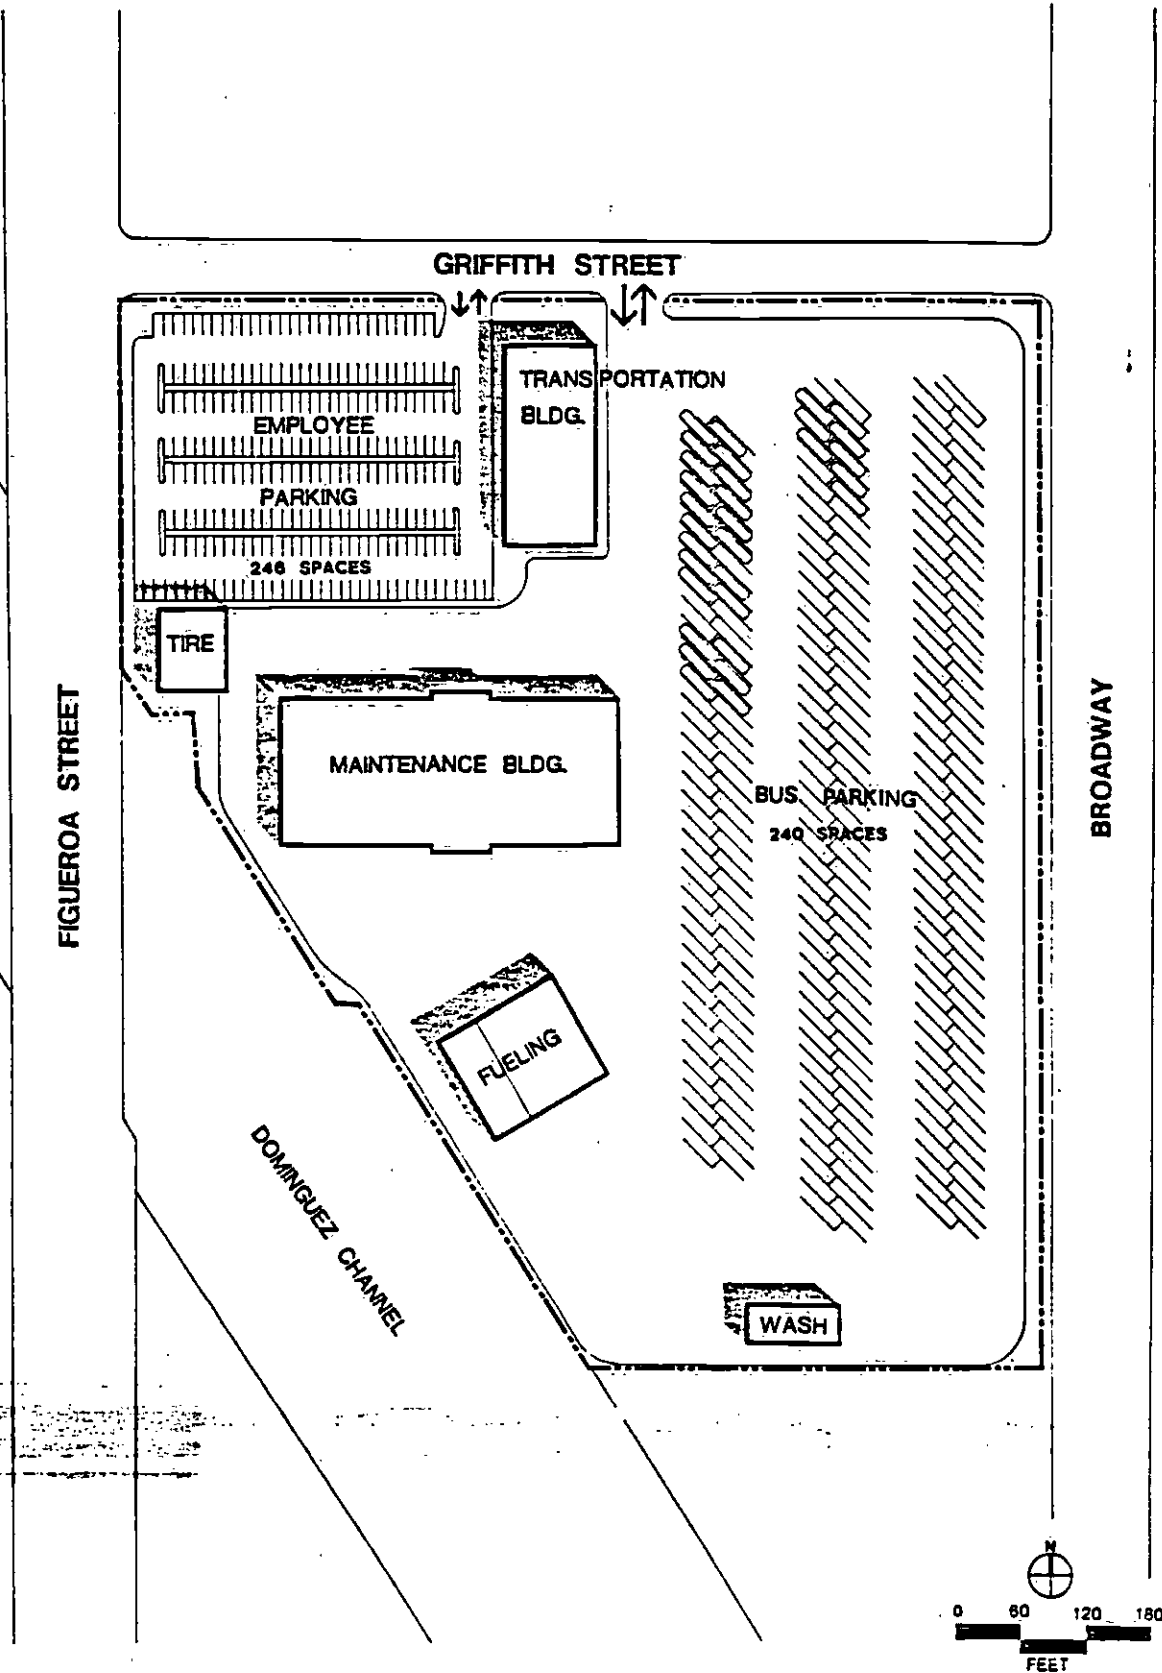 GRIFFITH STREET
TRANSPORTATION
BLDG.
EMPLOYEE
PARKING
246 SPACES
TIRE
MAINTENANCE BLDG.
BUS PARKING
240 SPACES
FIGUEROA STREET
BROADWAY
FUELING
DOMINGUEZ CHANNEL
WASH
N
0 60 120 180
FEET